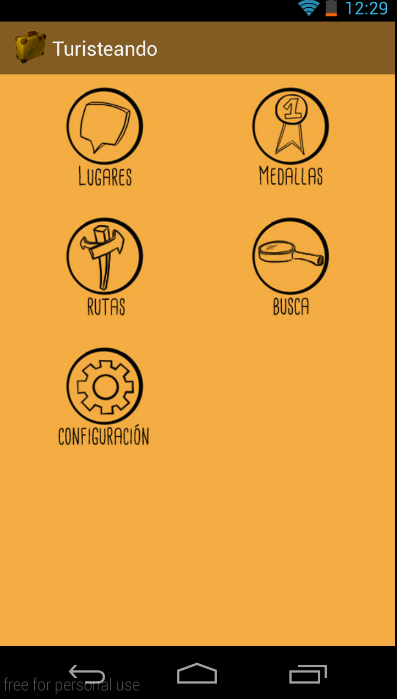 12:29
Turisteando
LUGARES
MEDALLAS
1
RUTAS
BUSCA
CONFIGURACIÓN
free for personal use